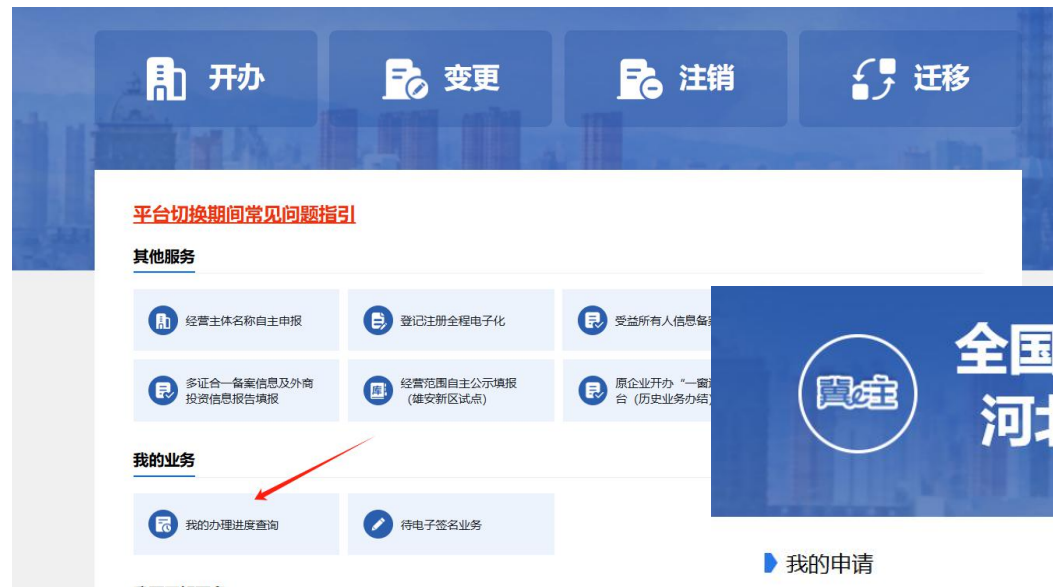 开办
变更
注销
迁移
平台切换期间常见问题指引
其他服务
经营主体名称自主申报
登记注册全程电子化
受益所有人信息备
多证合一备案信息及外商
投资信息报告填报
经营范围自主公示填报
(雄安新区试点)
原企业开办“一窗
台 (历史业务办结)
全国
河北
冀e注
我的业务
我的办理进度查询
待电子签名业务
我的申请